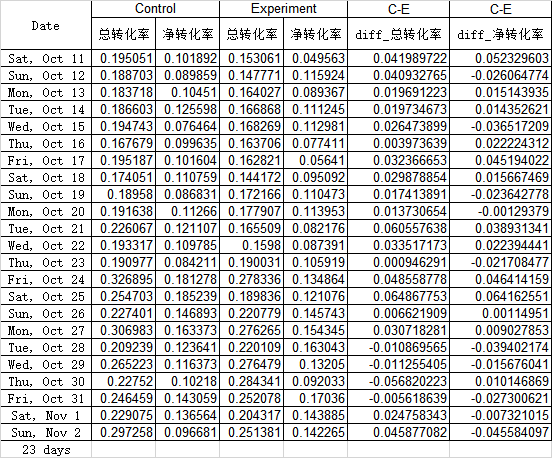 Date Control Experiment C-E C-E
总转化率 净转化率 总转化率 净转化率 diff_总转化率 diff_净转化率
Sat, Oct 11 0.195051 0.101892 0.153061 0.049563 0.041989722 0.052329603
Sun, Oct 12 0.188703 0.089859 0.147771 0.115924 0.040932765 -0.026064774
Mon, Oct 13 0.183718 0.10451 0.164027 0.089367 0.019691223 0.015143935
Tue, Oct 14 0.186603 0.125598 0.166868 0.111245 0.019734673 0.014352621
Wed, Oct 15 0.194743 0.076464 0.168269 0.112981 0.026473899 -0.036517209
Thu, Oct 16 0.167679 0.099635 0.163706 0.077411 0.003973639 0.022224312
Fri, Oct 17 0.195187 0.101604 0.162821 0.05641 0.032366653 0.045194022
Sat, Oct 18 0.174051 0.110759 0.144172 0.095092 0.029878854 0.015667469
Sun, Oct 19 0.18958 0.086831 0.172166 0.110473 0.017413891 -0.023642778
Mon, Oct 20 0.191638 0.11266 0.177907 0.113953 0.013730654 -0.00129379
Tue, Oct 21 0.226067 0.121107 0.165509 0.082176 0.060557638 0.038931341
Wed, Oct 22 0.193317 0.109785 0.1598 0.087391 0.033517173 0.022394441
Thu, Oct 23 0.190977 0.084211 0.190031 0.105919 0.000946291 -0.021708477
Fri, Oct 24 0.326895 0.181278 0.278336 0.134864 0.048558778 0.046414159
Sat, Oct 25 0.254703 0.185239 0.189836 0.121076 0.064867753 0.064162551
Sun, Oct 26 0.227401 0.146893 0.220779 0.145743 0.006621909 0.00114951
Mon, Oct 27 0.306983 0.163373 0.276265 0.154345 0.030718281 0.009027853
Tue, Oct 28 0.209239 0.123641 0.220109 0.163043 -0.010869565 -0.039402174
Wed, Oct 29 0.265223 0.116373 0.276479 0.13205 -0.011255405 -0.015676041
Thu, Oct 30 0.22752 0.10218 0.284341 0.092033 -0.056820223 0.010146869
Fri, Oct 31 0.246459 0.143059 0.252078 0.17036 -0.005618639 -0.027300621
Sat, Nov 1 0.229075 0.136564 0.204317 0.143885 0.024758343 -0.007321015
Sun, Nov 2 0.297258 0.096681 0.251381 0.142265 0.045877082 -0.045584097
23 days